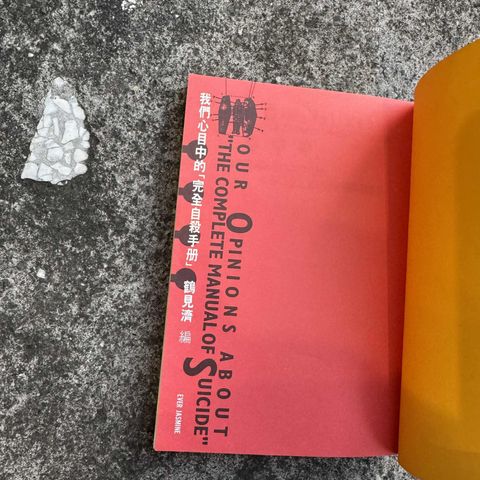 OUR OPINIONS ABOUT
"THE COMPLETE MANUAL OF SUICIDE"
我們心目中的「完全自殺手册」 鶴見濟 編
EVER JASMINE